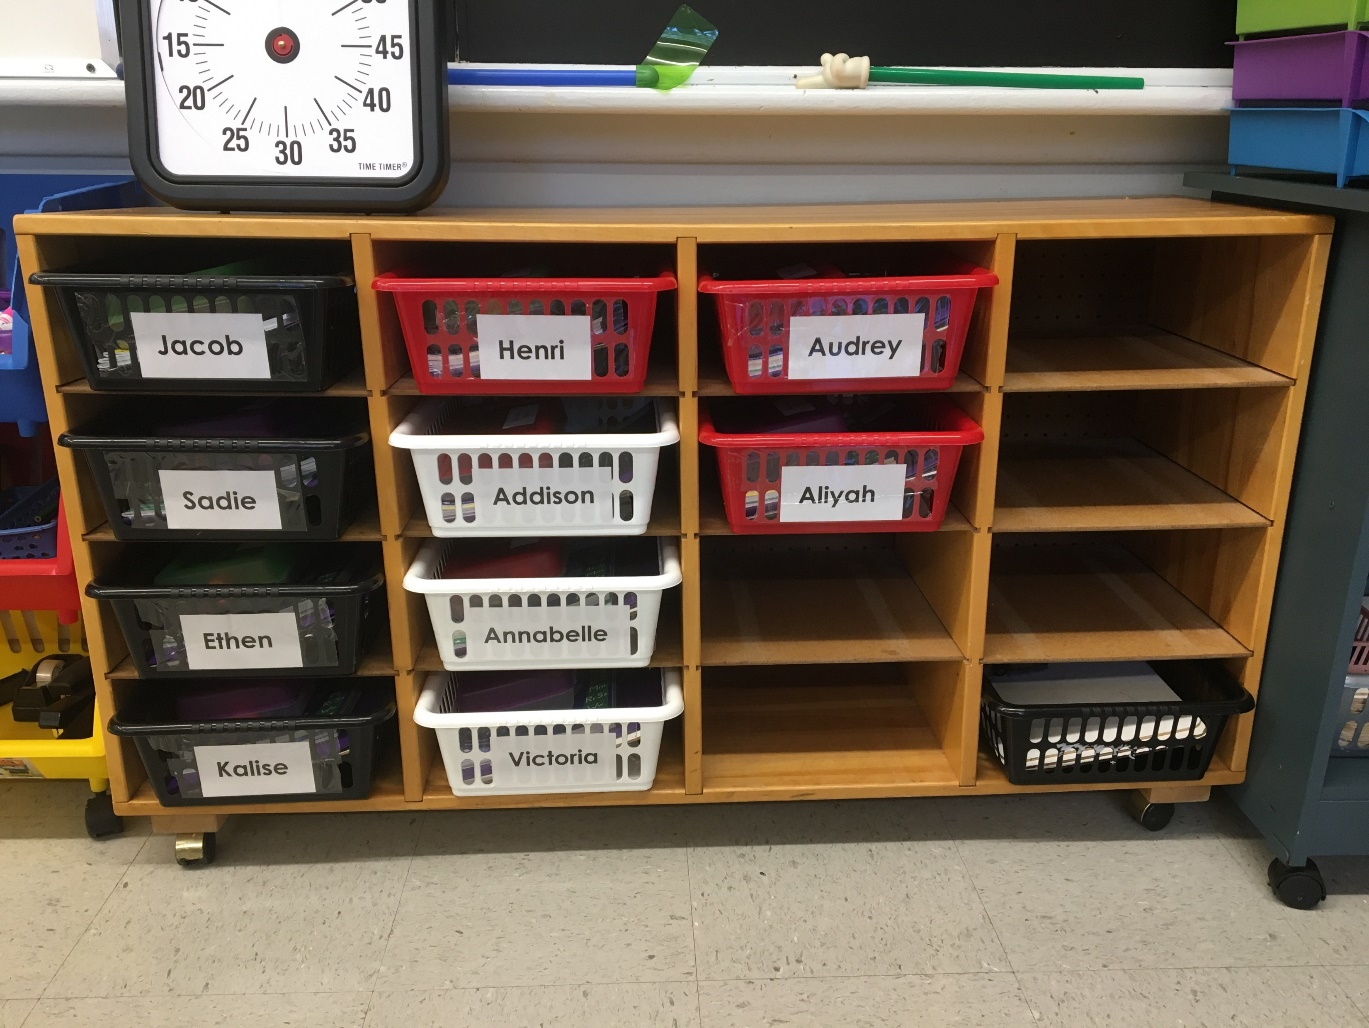 15
45
20
40
25
35
30
TIME TIMER®
Jacob
Henri
Audrey
Sadie
Addison
Aliyah
Ethen
Annabelle
Kalise
Victoria